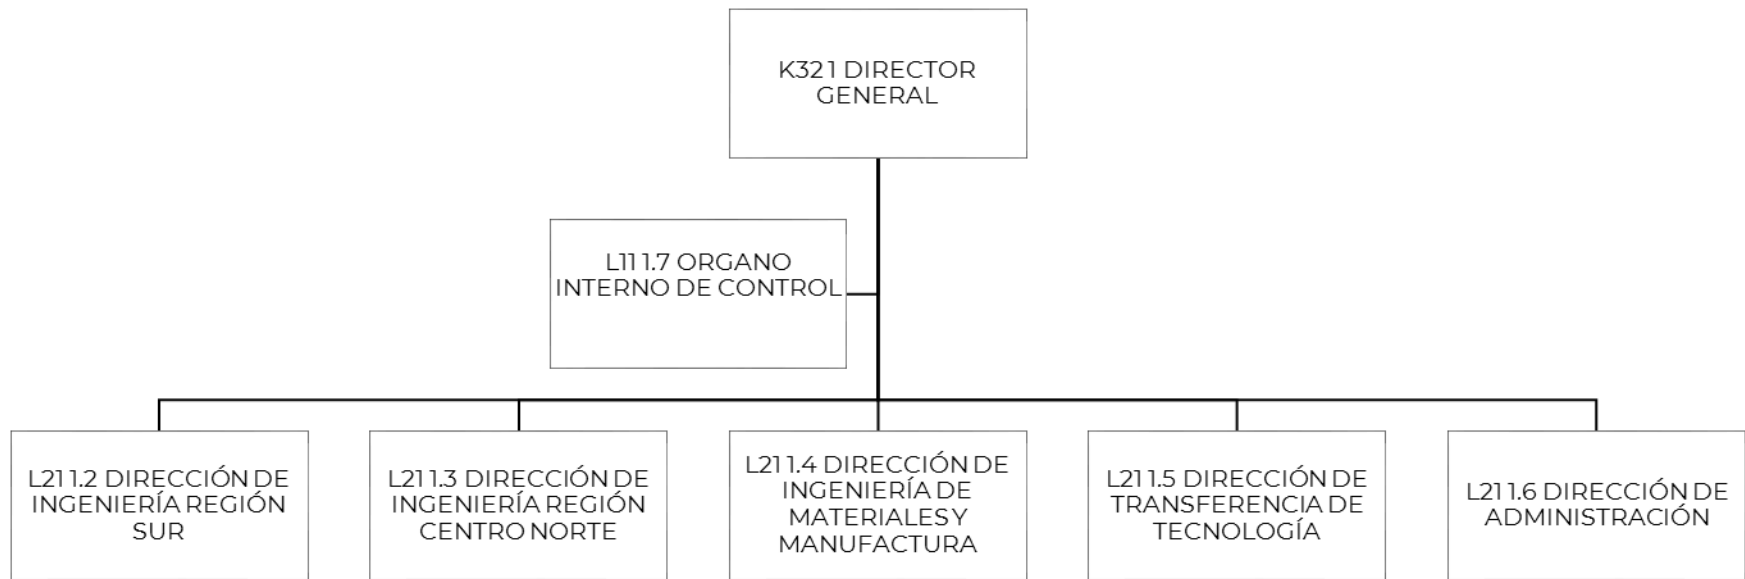 K32 1 DIRECTOR
GENERAL
L11 1.7 ORGANO
INTERNO DE CONTROL
L21 1.2 DIRECCIÓN DE
INGENIERÍA REGIÓN
SUR
L21 1.3 DIRECCIÓN DE
INGENIERÍA REGIÓN
CENTRO NORTE
L21 1.4 DIRECCIÓN DE
INGENIERÍA DE
MATERIALES Y
MANUFACTURA
L21 1.5 DIRECCIÓN DE
TRANSFERENCIA DE
TECNOLOGÍA
L21 1.6 DIRECCIÓN DE
ADMINISTRACIÓN